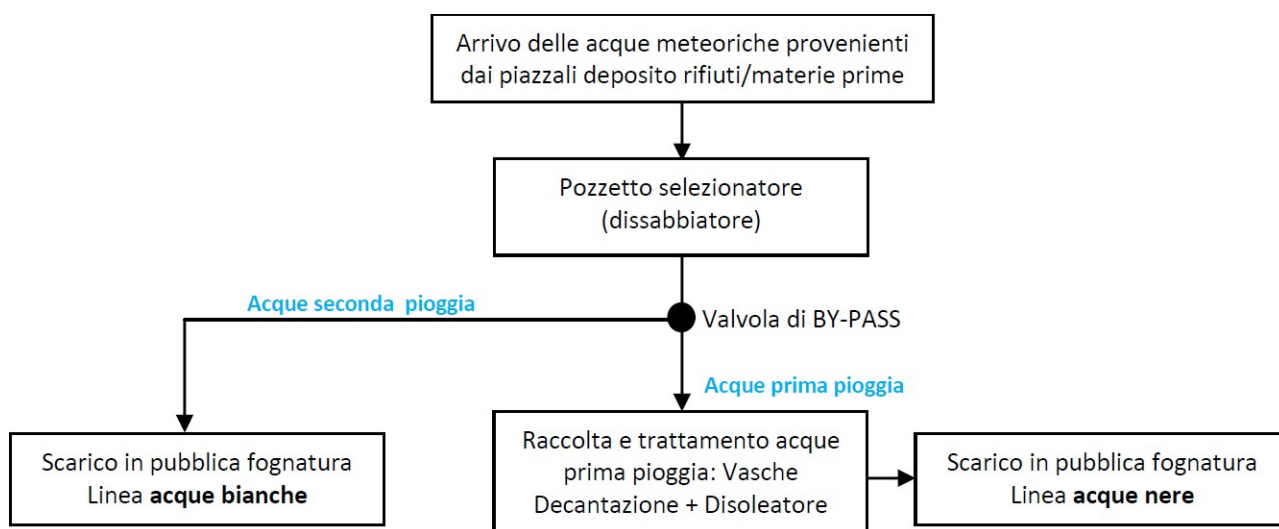 Arrivo delle acque meteoriche provenienti
dai piazzali deposito rifiuti/materie prime
Pozzetto selezionatore
(dissabbiatore)
Acque seconda pioggia
Valvola di BY-PASS
Acque prima pioggia
Scarico in pubblica fognatura
Linea acque bianche
Raccolta e trattamento acque
prima pioggia: Vasche
Decantazione + Disoleatore
Scarico in pubblica fognatura
Linea acque nere